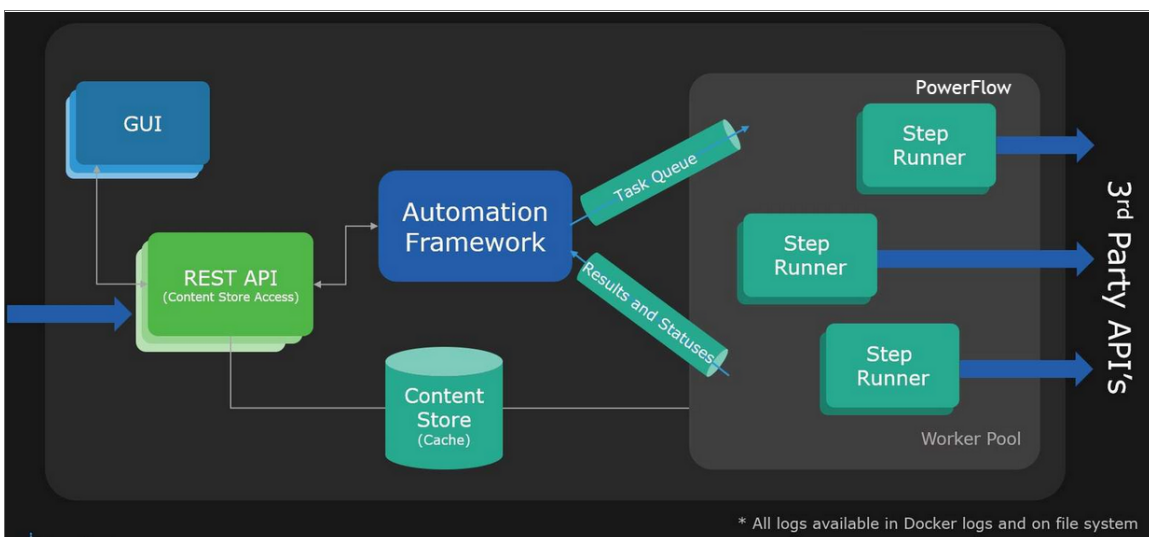 PowerFlow
GUI
Step
Runner
Task Queue
Automation
Framework
3rd Party API's
Step
Runner
REST API
(Content Store Access)
Results and Statuses
Step
Runner
Content
Store
(Cache)
Worker Pool
* All logs available in Docker logs and on file system